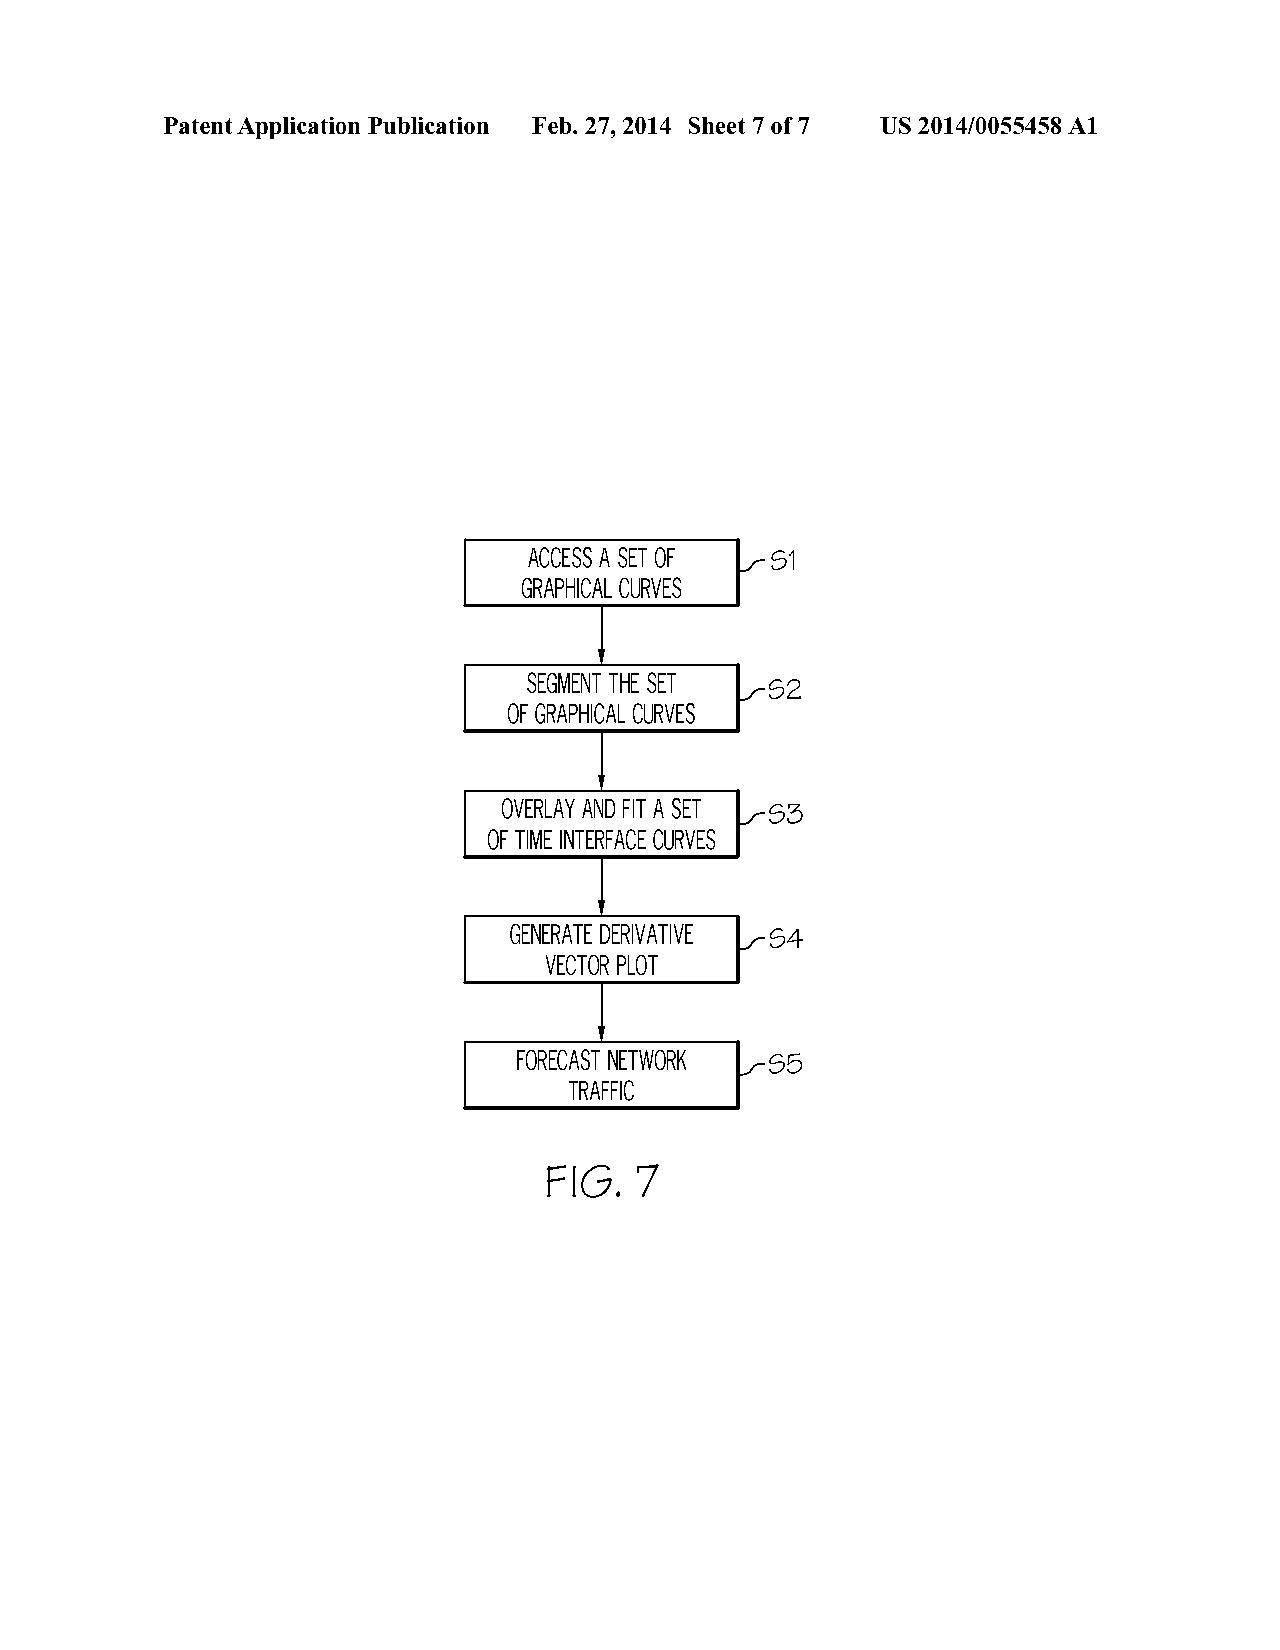 Patent Application Publication Feb. 27, 2014 Sheet 7 of 7 US 2014/0055458 A1
ACCESS A SET OF
GRAPHICAL CURVES
S1
SEGMENT THE SET
OF GRAPHICAL CURVES
S2
OVERLAY AND FIT A SET
OF TIME INTERFACE CURVES
S3
GENERATE DERIVATIVE
VECTOR PLOT
S4
FORECAST NETWORK
TRAFFIC
S5
FIG. 7